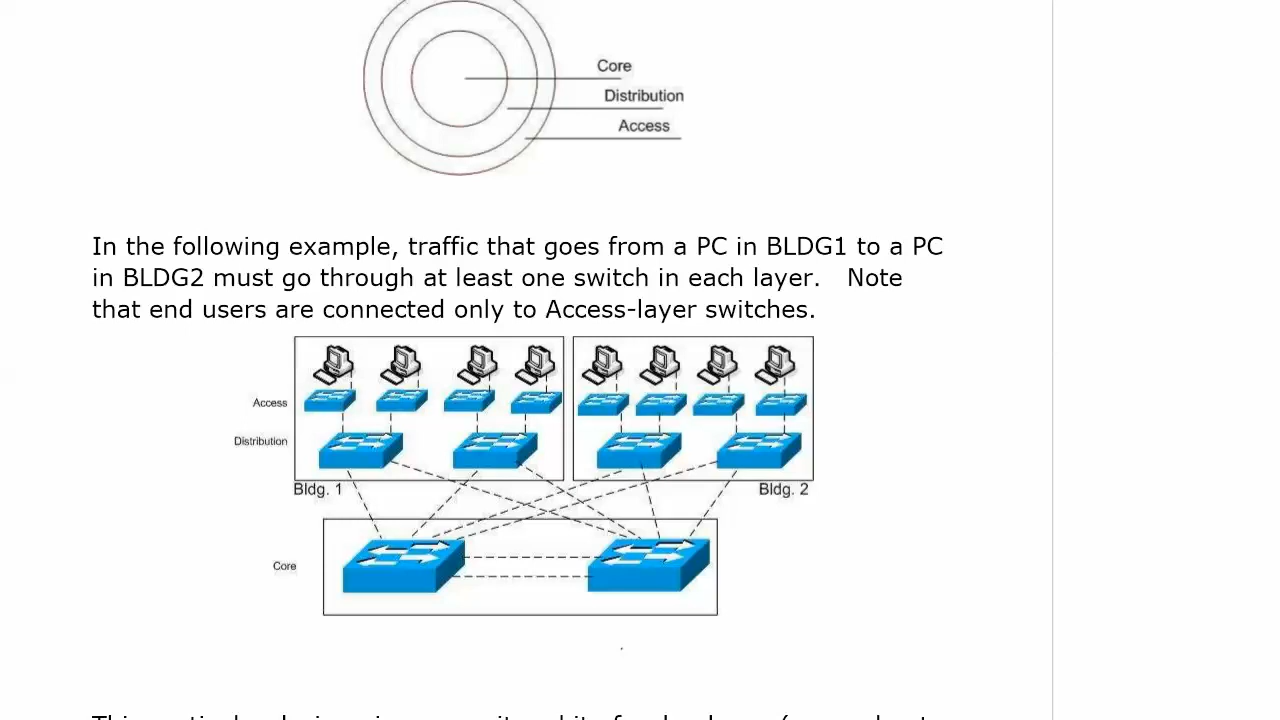 Core
Distribution
Access
In the following example, traffic that goes from a PC in BLDG1 to a PC
in BLDG2 must go through at least one switch in each layer. Note
that end users are connected only to Access-layer switches.
Access
Distribution
Bldg. 1
Bldg. 2
Core